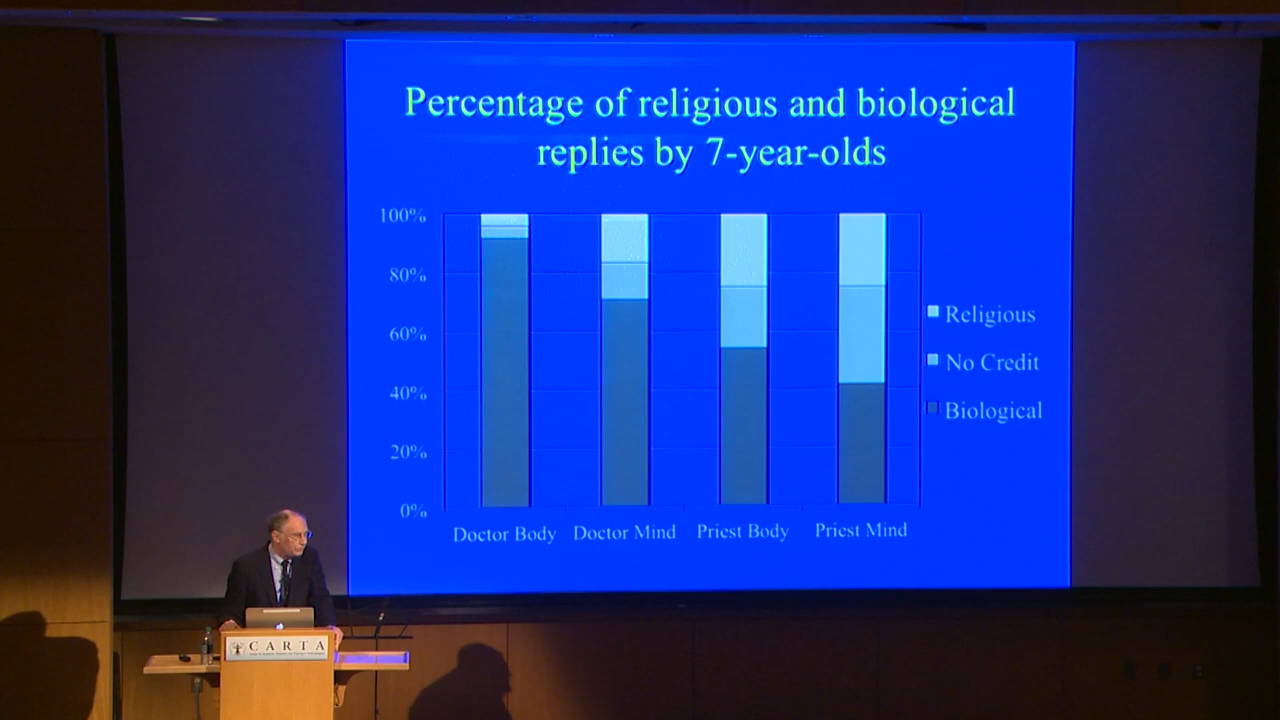 Percentage of religious and biological
replies by 7-year-olds
100%
80%
60%
40%
20%
0%
Doctor Body Doctor Mind Priest Body Priest Mind
Religious
No Credit
Biological
CARTA